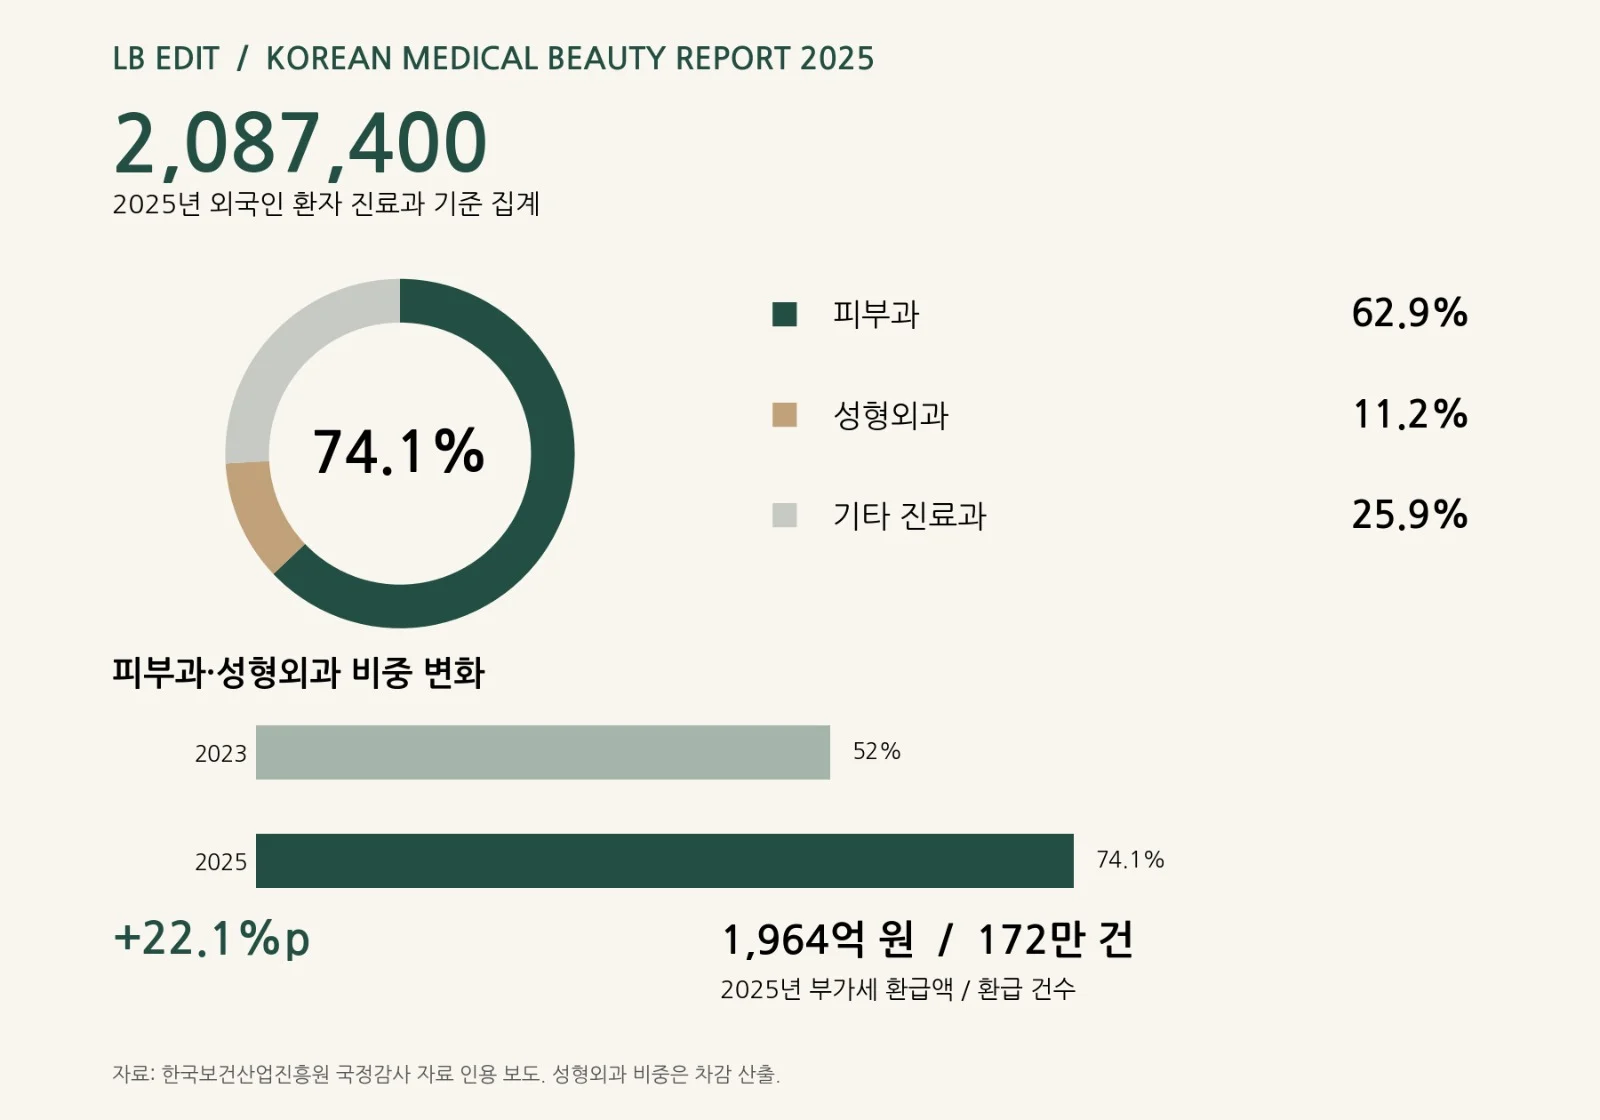 LB EDIT / KOREAN MEDICAL BEAUTY REPORT 2025
2,087,400
2025년 외국인 환자 진료과 기준 집계
74.1%
피부과 62.9%
성형외과 11.2%
기타 진료과 25.9%
피부과·성형외과 비중 변화
2023 52%
2025 74.1%
+22.1%p
1,964억 원 / 172만 건
2025년 부가세 환급액 / 환급 건수
자료: 한국보건산업진흥원 국정감사 자료 인용 보도. 성형외과 비중은 차감 산출.